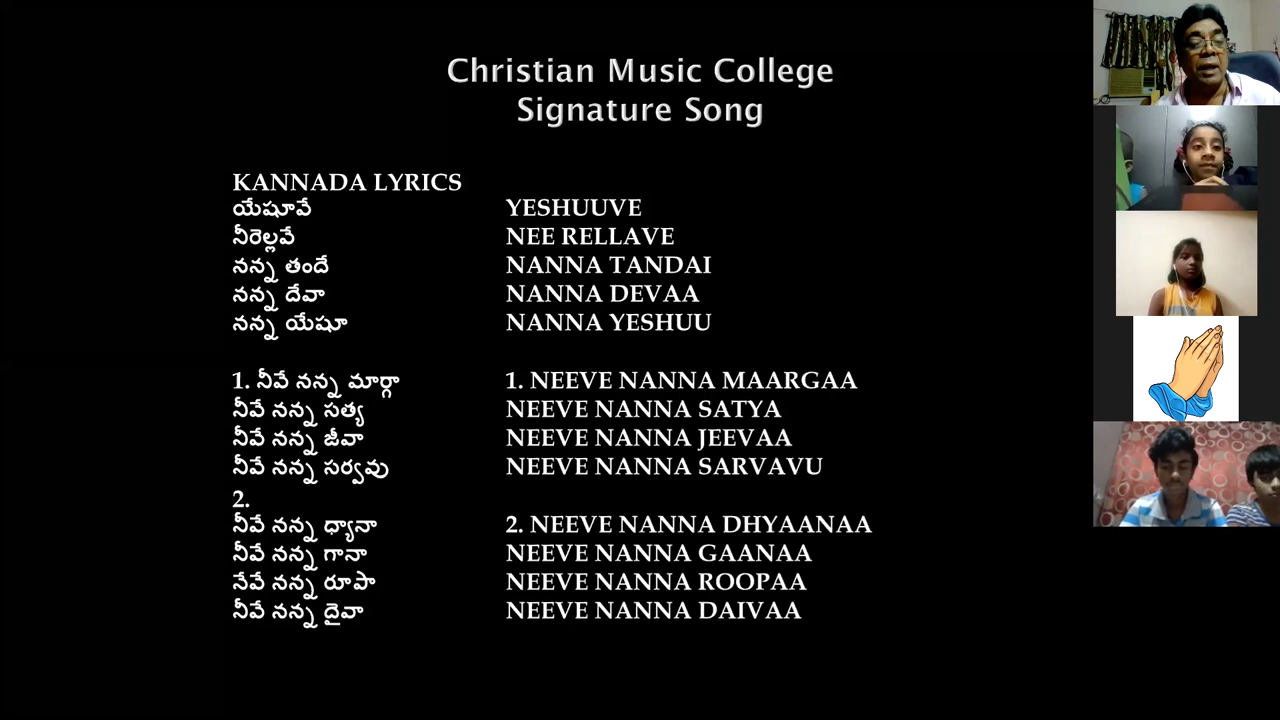 Christian Music College
Signature Song
KANNADA LYRICS
యేషూవే
నీరెల్లవే
నన్న తందే
నన్న దేవా
నన్న యేషూ
1. నీవే నన్న మార్గా
నీవే నన్న సత్య
నీవే నన్న జీవా
నీవే నన్న సర్వవు
2.
నీవే నన్న ధ్యానా
నీవే నన్న గానా
నేవే నన్న రూపా
నీవే నన్న దైవా
YESHUUVE
NEE RELLAVE
NANNA TANDAI
NANNA DEVAA
NANNA YESHUU
1. NEEVE NANNA MAARGAA
NEEVE NANNA SATYA
NEEVE NANNA JEEVAA
NEEVE NANNA SARVAVU
2. NEEVE NANNA DHYAANAA
NEEVE NANNA GAANAA
NEEVE NANNA ROOPAA
NEEVE NANNA DAIVAA